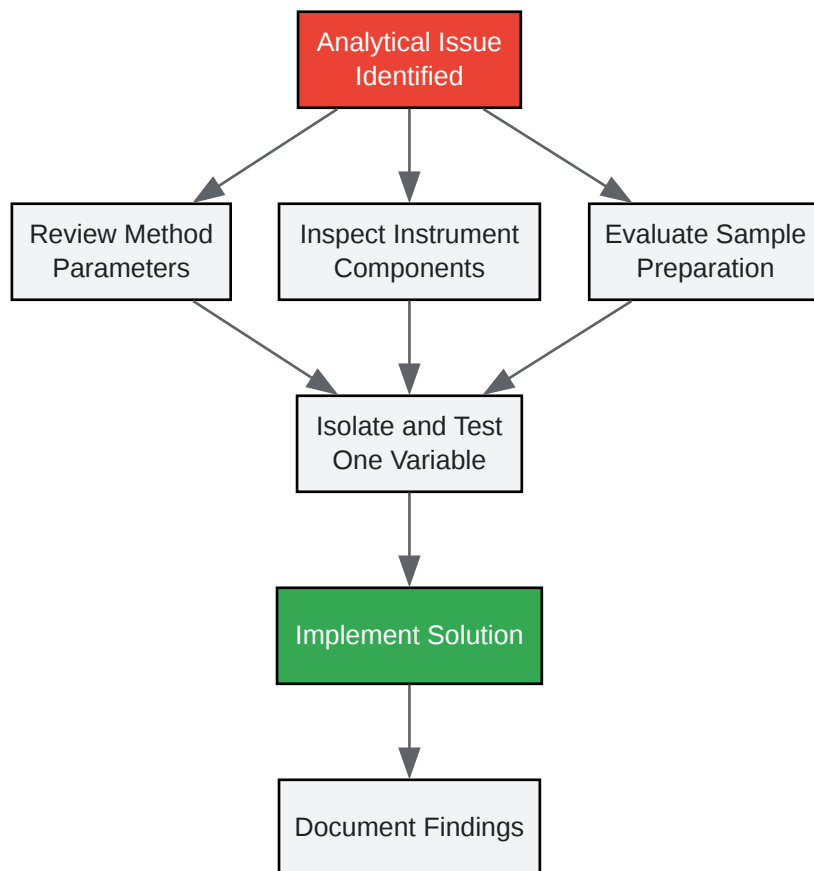 Analytical Issue
Identified
Review Method
Parameters
Inspect Instrument
Components
Evaluate Sample
Preparation
Isolate and Test
One Variable
Implement Solution
Document Findings